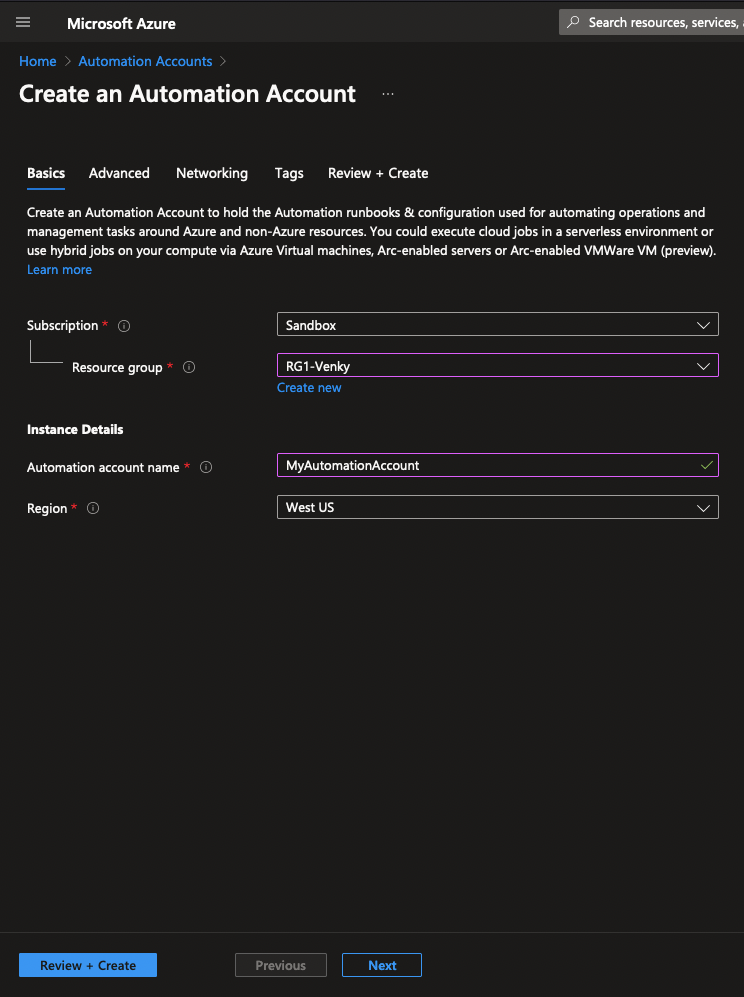 Microsoft Azure
Search resources, services,
Home > Automation Accounts >
Create an Automation Account ...
Basics Advanced Networking Tags Review + Create
Create an Automation Account to hold the Automation runbooks & configuration used for automating operations and
management tasks around Azure and non-Azure resources. You could execute cloud jobs in a serverless environment or
use hybrid jobs on your compute via Azure Virtual machines, Arc-enabled servers or Arc-enabled VMWare VM (preview).
Learn more
Subscription * Sandbox
Resource group * RG1-Venky
Create new
Instance Details
Automation account name * MyAutomationAccount
Region * West US
Review + Create Previous Next